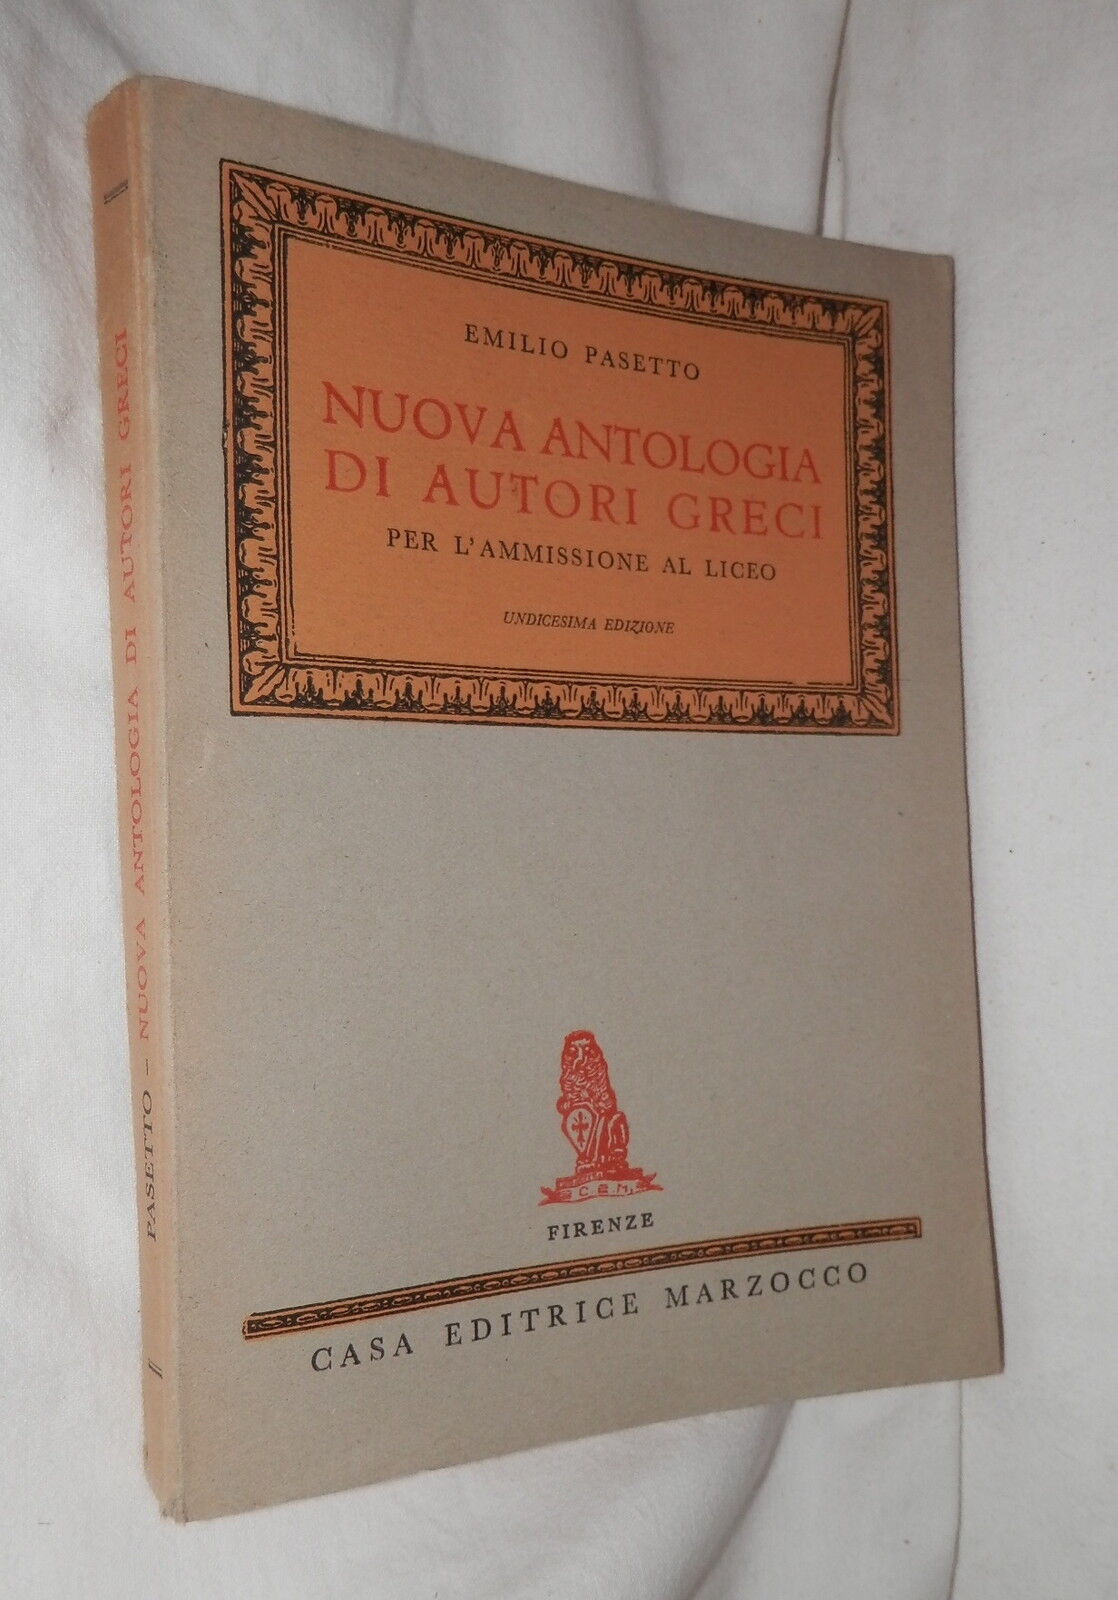 EMILIO PASETTO
NUOVA ANTOLOGIA
DI AUTORI GRECI
PER L'AMMISSIONE AL LICEO
UNDICESIMA EDIZIONE
C.E.M.
FIRENZE
CASA EDITRICE MARZOCCO
PASETTO – NUOVA ANTOLOGIA DI AUTORI GRECI